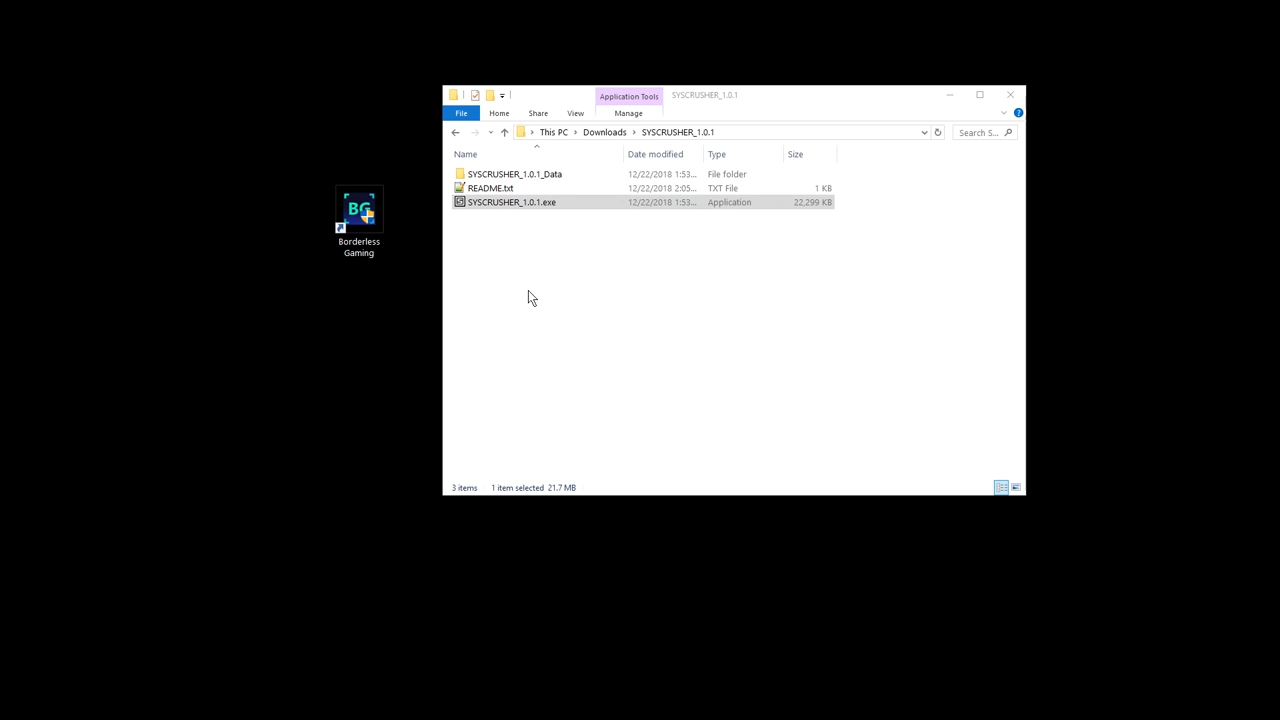 Application Tools
SYSCRUSHER_1.0.1
File
Home
Share
View
Manage
This PC
Downloads
SYSCRUSHER_1.0.1
Search S...
Name
Date modified
Type
Size
SYSCRUSHER_1.0.1_Data
12/22/2018 1:53...
File folder
README.txt
12/22/2018 2:05...
TXT File
1 KB
SYSCRUSHER_1.0.1.exe
12/22/2018 1:53...
Application
22,299 KB
BG
Borderless
Gaming
3 items
1 item selected 21.7 MB